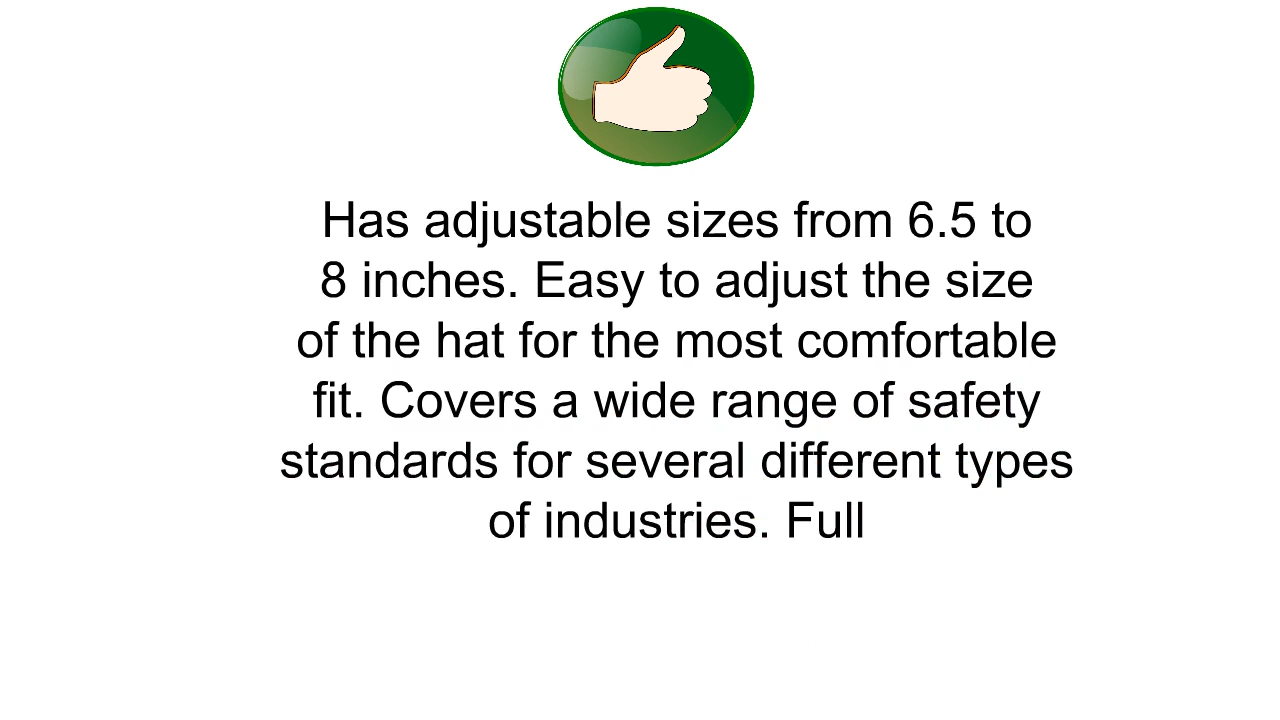 Has adjustable sizes from 6.5 to
8 inches. Easy to adjust the size
of the hat for the most comfortable
fit. Covers a wide range of safety
standards for several different types
of industries. Full